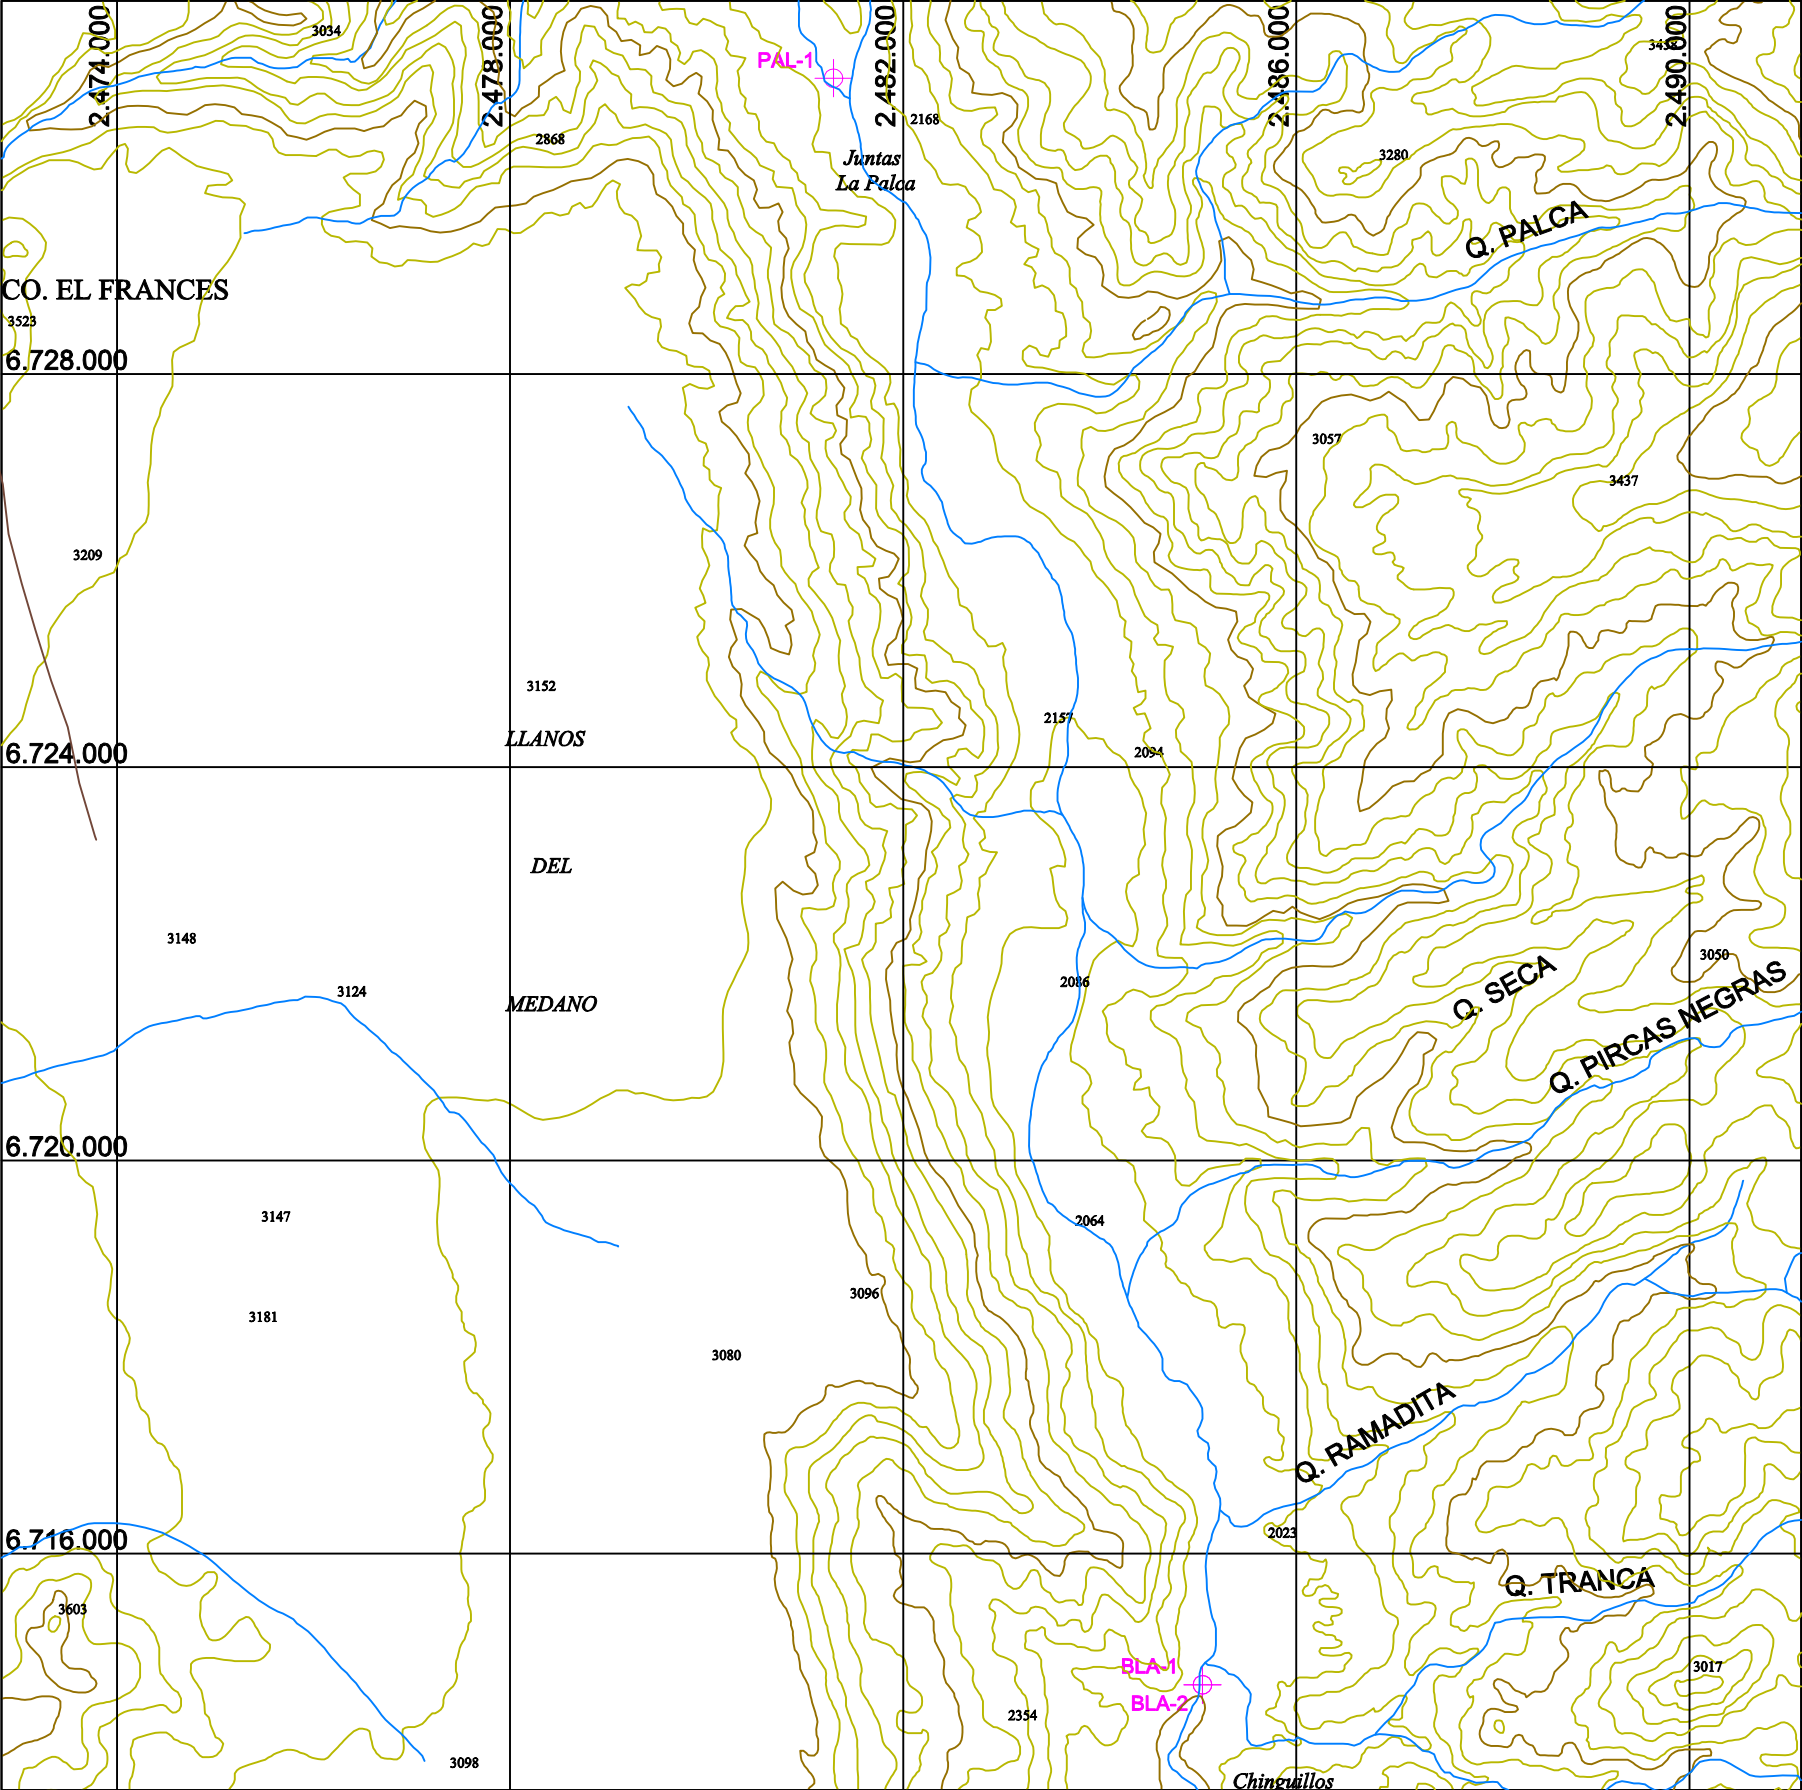 2.474.000
2.478.000
2.482.000
2.486.000
2.490.000
3034
PAL-1
3438
2868
2168
Juntas
La Palca
3280
Q. PALCA
CO. EL FRANCES
3523
6.728.000
3057
3437
3209
3152
2157
LLANOS
6.724.000
2094
DEL
3148
3050
2086
Q. SECA
3124
MEDANO
Q. PIRCAS NEGRAS
6.720.000
3147
2064
3096
3181
3080
Q. RAMADITA
6.716.000
2023
Q. TRANCA
3603
BLA-1
3017
BLA-2
2354
3098
Chinguillos